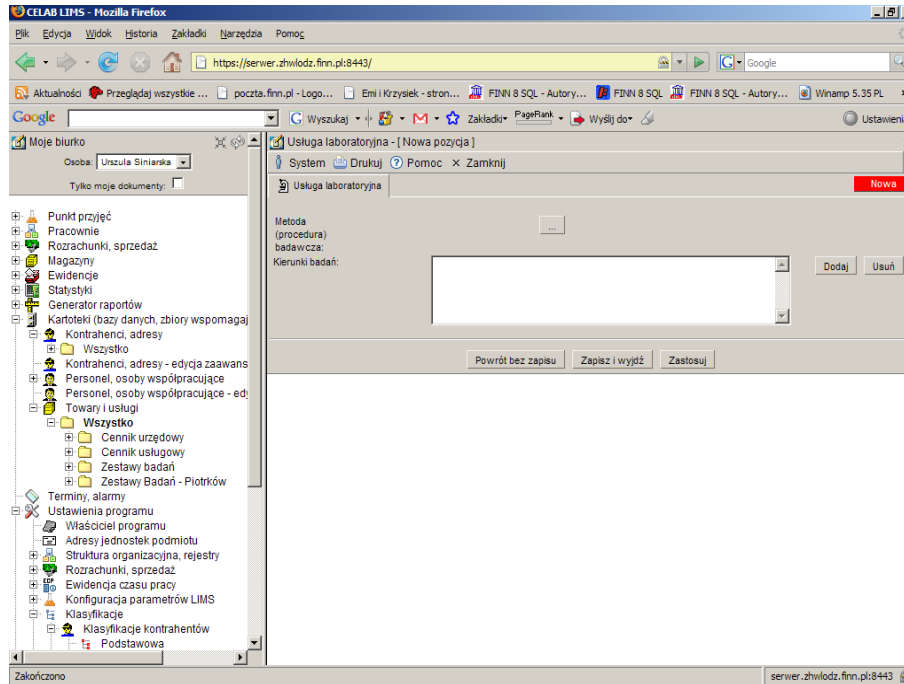 CELAB LIMS - Mozilla Firefox
Plik Edycja Widok Historia Zakładki Narzędzia Pomoc
https://serwer.zhwlodz.finn.pl:8443/ Google
Aktualności Przeglądaj wszystkie ... poczta.finn.pl - Logo... Emi i Krzysiek - stron... FINN 8 SQL - Autory... FINN 8 SQL FINN 8 SQL - Autory... Winamp 5.35 PL
Google Wyszukaj Zakładki PageRank Wyślij do Ustawieni
Moje biurko
Osoba: Urszula Siniarska
Tylko moje dokumenty:
Punkt przyjęć
Pracownie
Rozrachunki, sprzedaż
Magazyny
Ewidencje
Statystyki
Generator raportów
Kartoteki (bazy danych, zbiory wspomagaj
Kontrahenci, adresy
Wszystko
Kontrahenci, adresy - edycja zaawans
Personel, osoby współpracujące
Personel, osoby współpracujące - edy
Towary i usługi
Wszystko
Cennik urzędowy
Cennik usługowy
Zestawy badań
Zestawy Badań - Piotrków
Terminy, alarmy
Ustawienia programu
Właściciel programu
Adresy jednostek podmiotu
Struktura organizacyjna, rejestry
Rozrachunki, sprzedaż
Ewidencja czasu pracy
Konfiguracja parametrów LIMS
Klasyfikacje
Klasyfikacje kontrahentów
Podstawowa
Usługa laboratoryjna - [ Nowa pozycja ]
System Drukuj Pomoc Zamknij
Usługa laboratoryjna Nowa
Metoda
(procedura) ...
badawcza:
Kierunki badań: Dodaj Usuń
Powrót bez zapisu Zapisz i wyjdź Zastosuj
Zakończono serwer.zhwlodz.finn.pl:8443